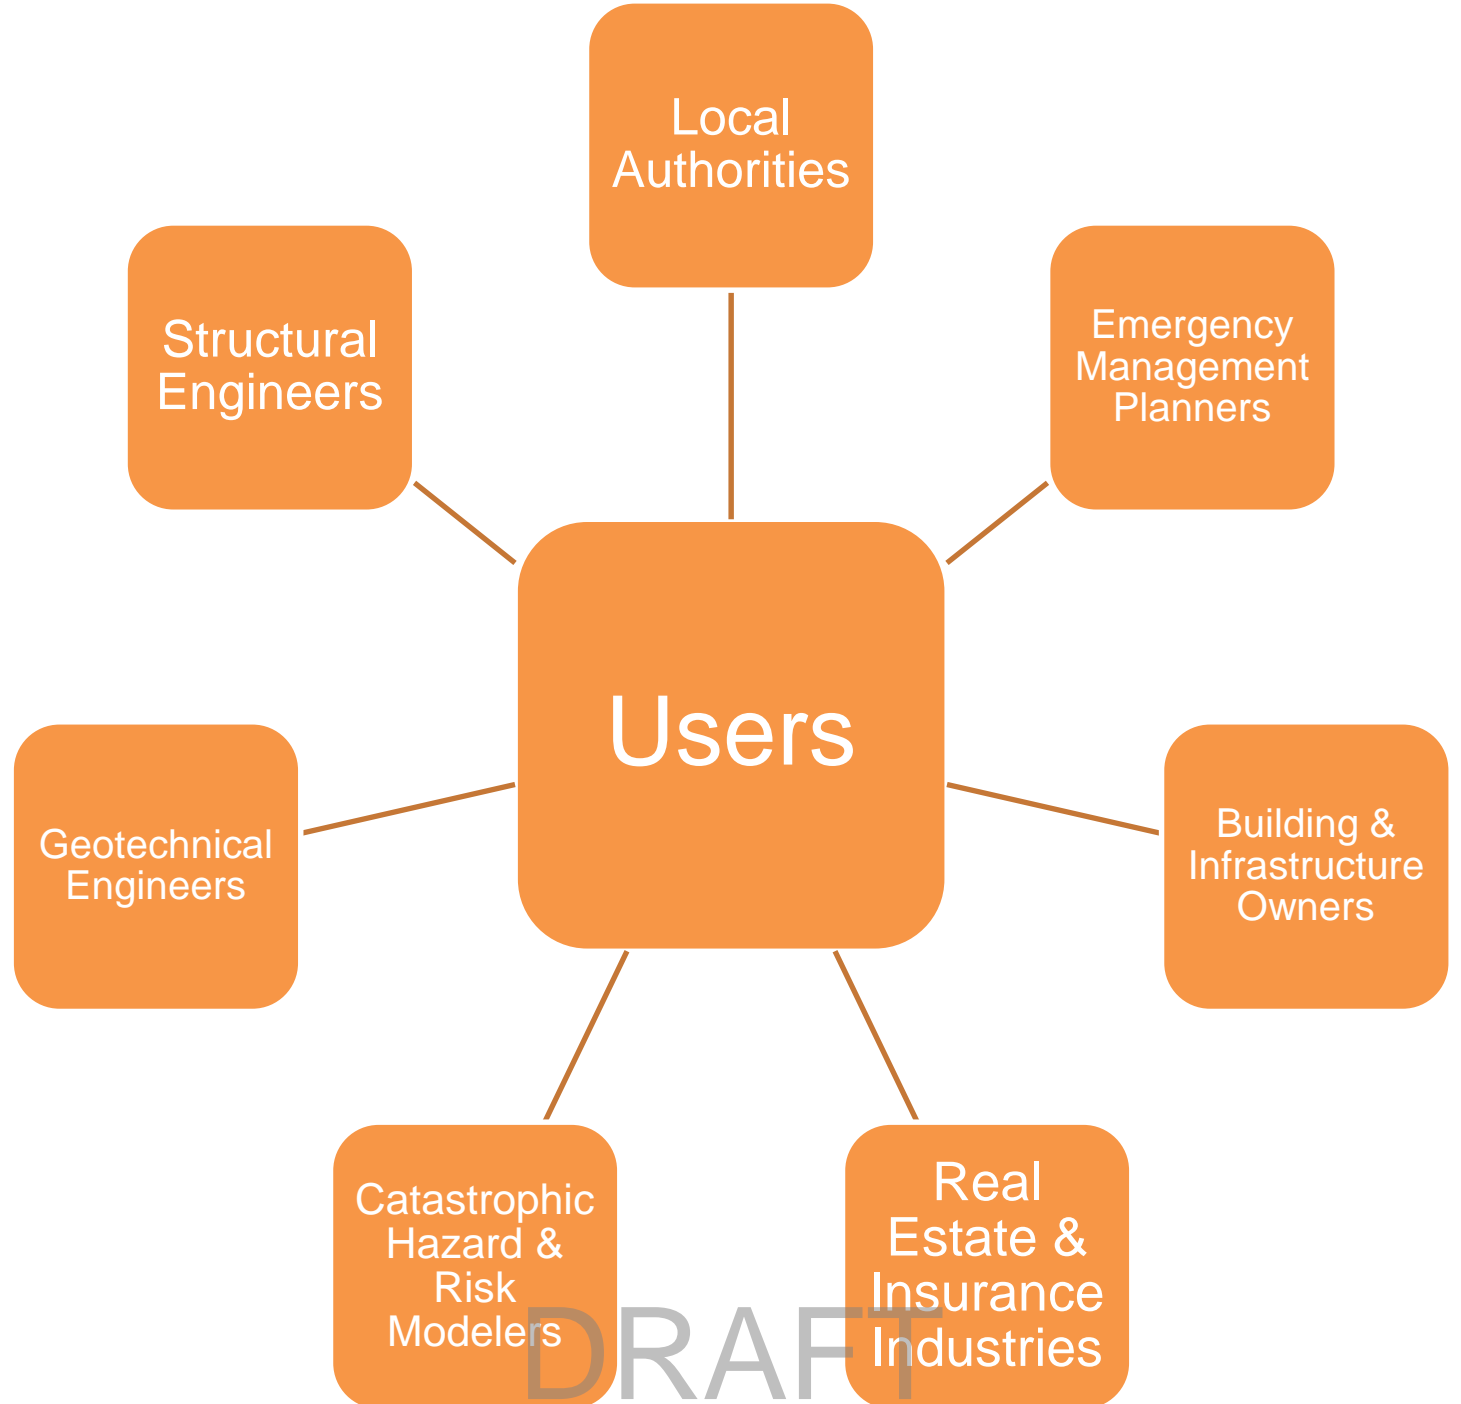 Local
Authorities
Structural
Engineers
Emergency
Management
Planners
Users
Geotechnical
Engineers
Building &
Infrastructure
Owners
Catastrophic
Hazard &
Risk
Modelers
Real
Estate &
Insurance
Industries
DRAFT